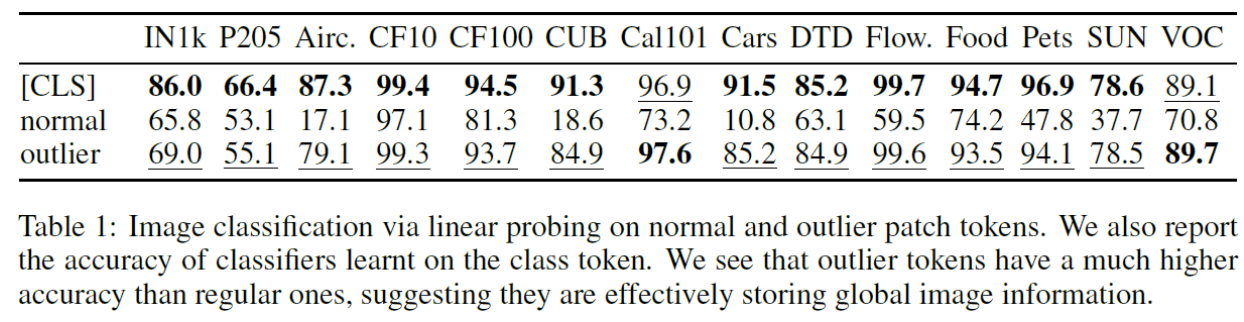 IN1k P205 Airc. CF10 CF100 CUB Cal101 Cars DTD Flow. Food Pets SUN VOC
[CLS] 86.0 66.4 87.3 99.4 94.5 91.3 96.9 91.5 85.2 99.7 94.7 96.9 78.6 89.1
normal 65.8 53.1 17.1 97.1 81.3 18.6 73.2 10.8 63.1 59.5 74.2 47.8 37.7 70.8
outlier 69.0 55.1 79.1 99.3 93.7 84.9 97.6 85.2 84.9 99.6 93.5 94.1 78.5 89.7
Table 1: Image classification via linear probing on normal and outlier patch tokens. We also report
the accuracy of classifiers learnt on the class token. We see that outlier tokens have a much higher
accuracy than regular ones, suggesting they are effectively storing global image information.